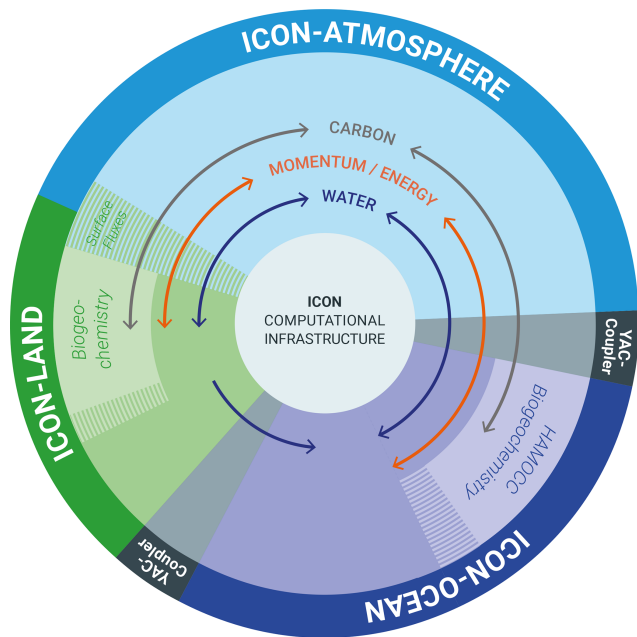 ICON-ATMOSPHERE
CARBON
MOMENTUM / ENERGY
WATER
Surface
Fluxes
ICON
COMPUTATIONAL
INFRASTRUCTURE
Biogeo-
chemistry
ICON-LAND
YAC-
Coupler
HAMOCC
Biogeochemistry
ICON-OCEAN
YAC-
Coupler